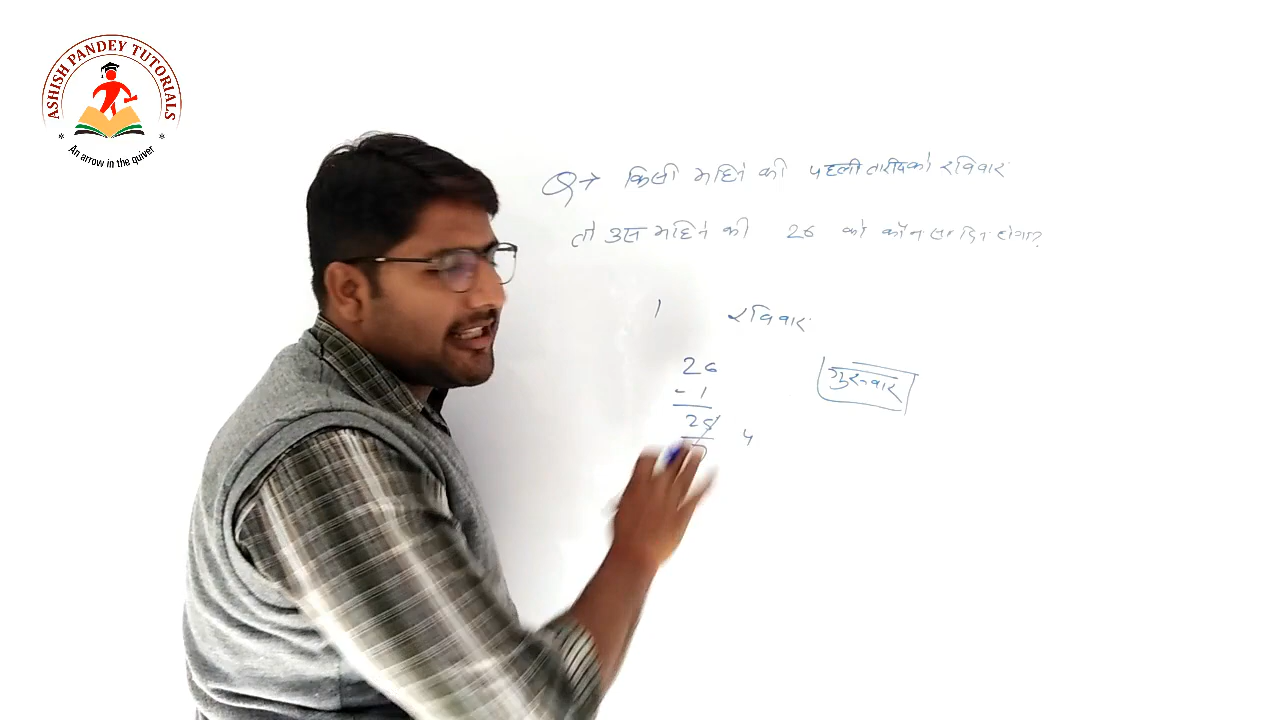 ASHISH PANDEY TUTORIALS
An arrow in the quiver
Q→ किसी महिने की पहली तारीख को रविवार
तो उस महिने की 26 को कौन सा दिन होगा?
1 रविवार
26
- 1
25
4
गुरुवार